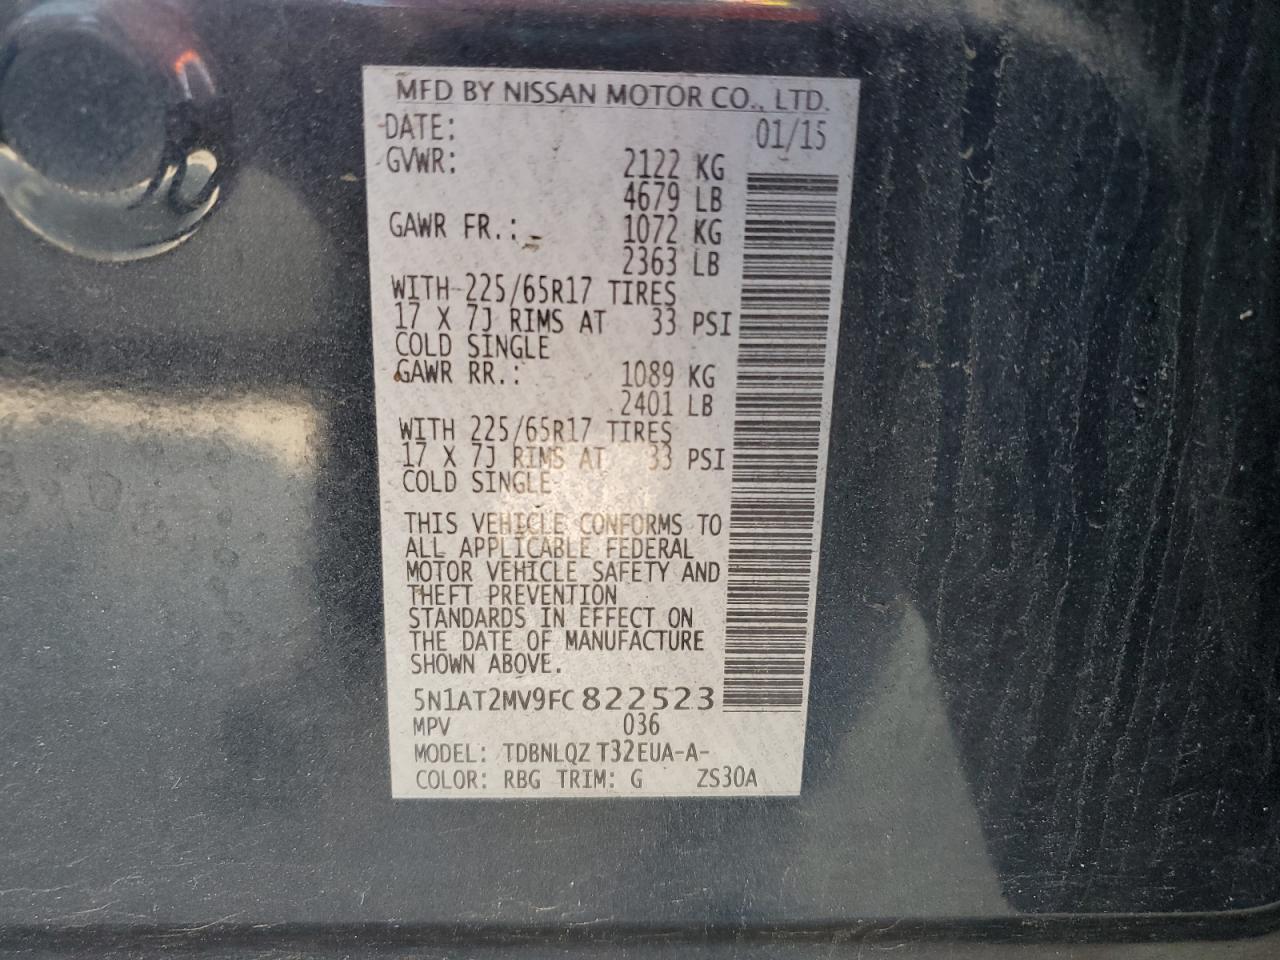 MFD BY NISSAN MOTOR CO., LTD.
DATE: 01/15
GVWR: 2122 KG
4679 LB
GAWR FR.: 1072 KG
2363 LB
WITH 225/65R17 TIRES
17 X 7J RIMS AT 33 PSI
COLD SINGLE
GAWR RR.: 1089 KG
2401 LB
WITH 225/65R17 TIRES
17 X 7J RIMS AT 33 PSI
COLD SINGLE
THIS VEHICLE CONFORMS TO
ALL APPLICABLE FEDERAL
MOTOR VEHICLE SAFETY AND
THEFT PREVENTION
STANDARDS IN EFFECT ON
THE DATE OF MANUFACTURE
SHOWN ABOVE.
5N1AT2MV9FC822523
MPV 036
MODEL: TDBNLQZ T32EUA-A-
COLOR: RBG TRIM: G ZS30A